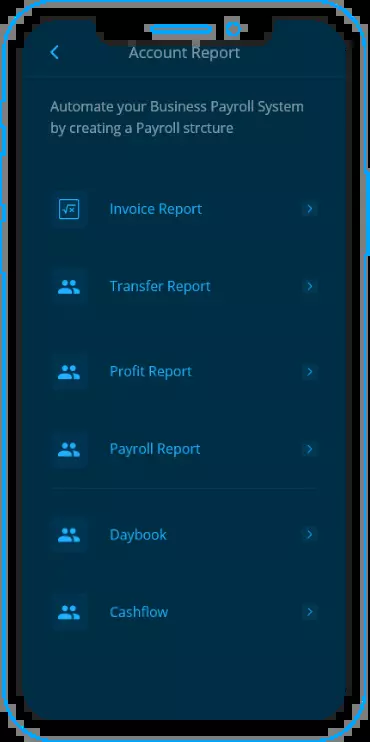 Account Report
Automate your Business Payroll System
by creating a Payroll strcture
Invoice Report
Transfer Report
Profit Report
Payroll Report
Daybook
Cashflow